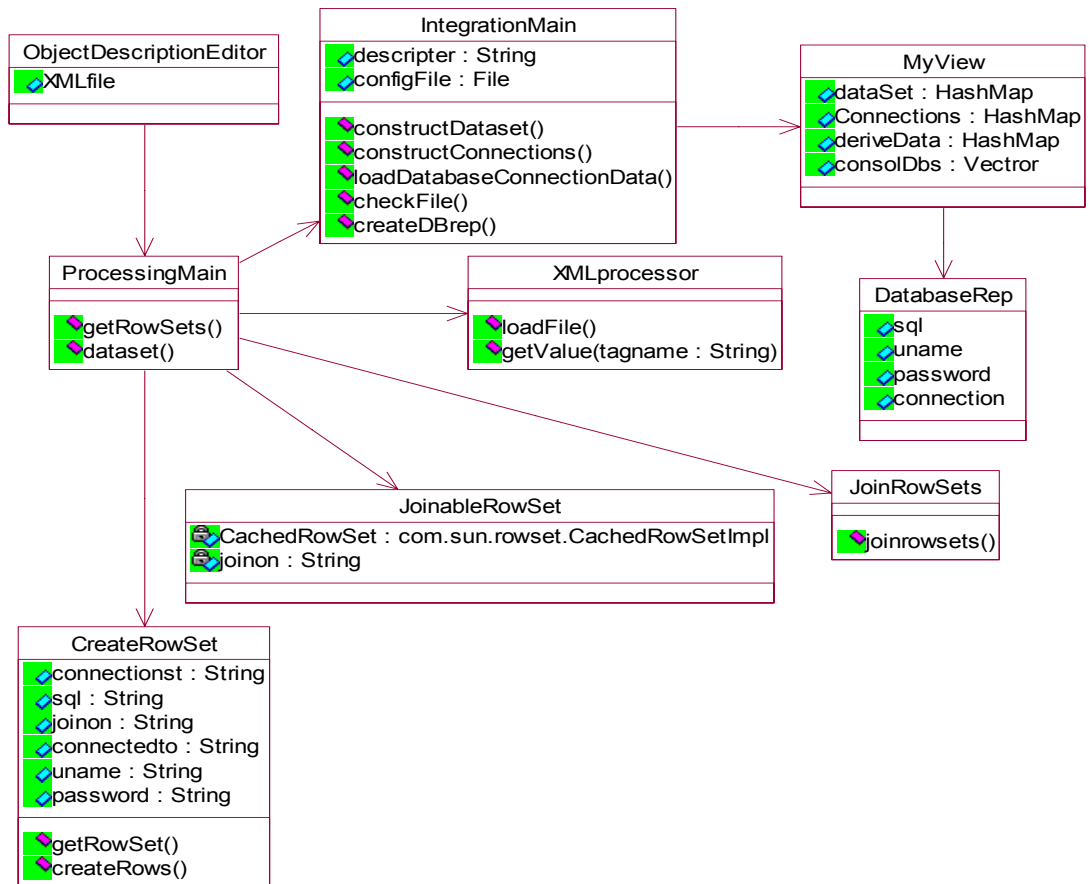 ObjectDescriptionEditor
XMLfile
IntegrationMain
descripter : String
configFile : File
constructDataset()
constructConnections()
loadDatabaseConnectionData()
checkFile()
createDBrep()
MyView
dataSet : HashMap
Connections : HashMap
deriveData : HashMap
consolDbs : Vectror
ProcessingMain
getRowSets()
dataset()
XMLprocessor
loadFile()
getValue(tagname : String)
DatabaseRep
sql
uname
password
connection
JoinableRowSet
CachedRowSet : com.sun.rowset.CachedRowSetImpl
joinon : String
JoinRowSets
joinrowsets()
CreateRowSet
connectionst : String
sql : String
joinon : String
connectedto : String
uname : String
password : String
getRowSet()
createRows()